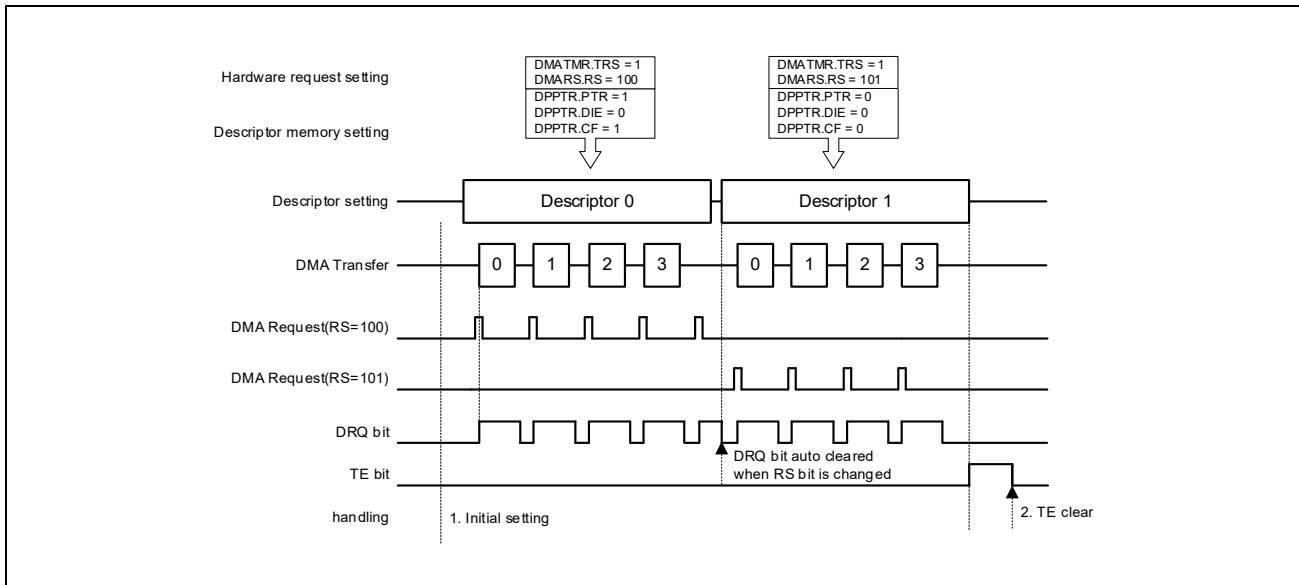 Hardware request setting
DMATMR.TRS = 1
DMARS.RS = 100
DMATMR.TRS = 1
DMARS.RS = 101
Descriptor memory setting
DPPTR.PTR = 1
DPPTR.DIE = 0
DPPTR.CF = 1
DPPTR.PTR = 0
DPPTR.DIE = 0
DPPTR.CF = 0
Descriptor setting
Descriptor 0
Descriptor 1
DMA Transfer
0 1 2 3 0 1 2 3
DMA Request(RS=100)
DMA Request(RS=101)
DRQ bit
DRQ bit auto cleared
when RS bit is changed
TE bit
handling
1. Initial setting
2. TE clear